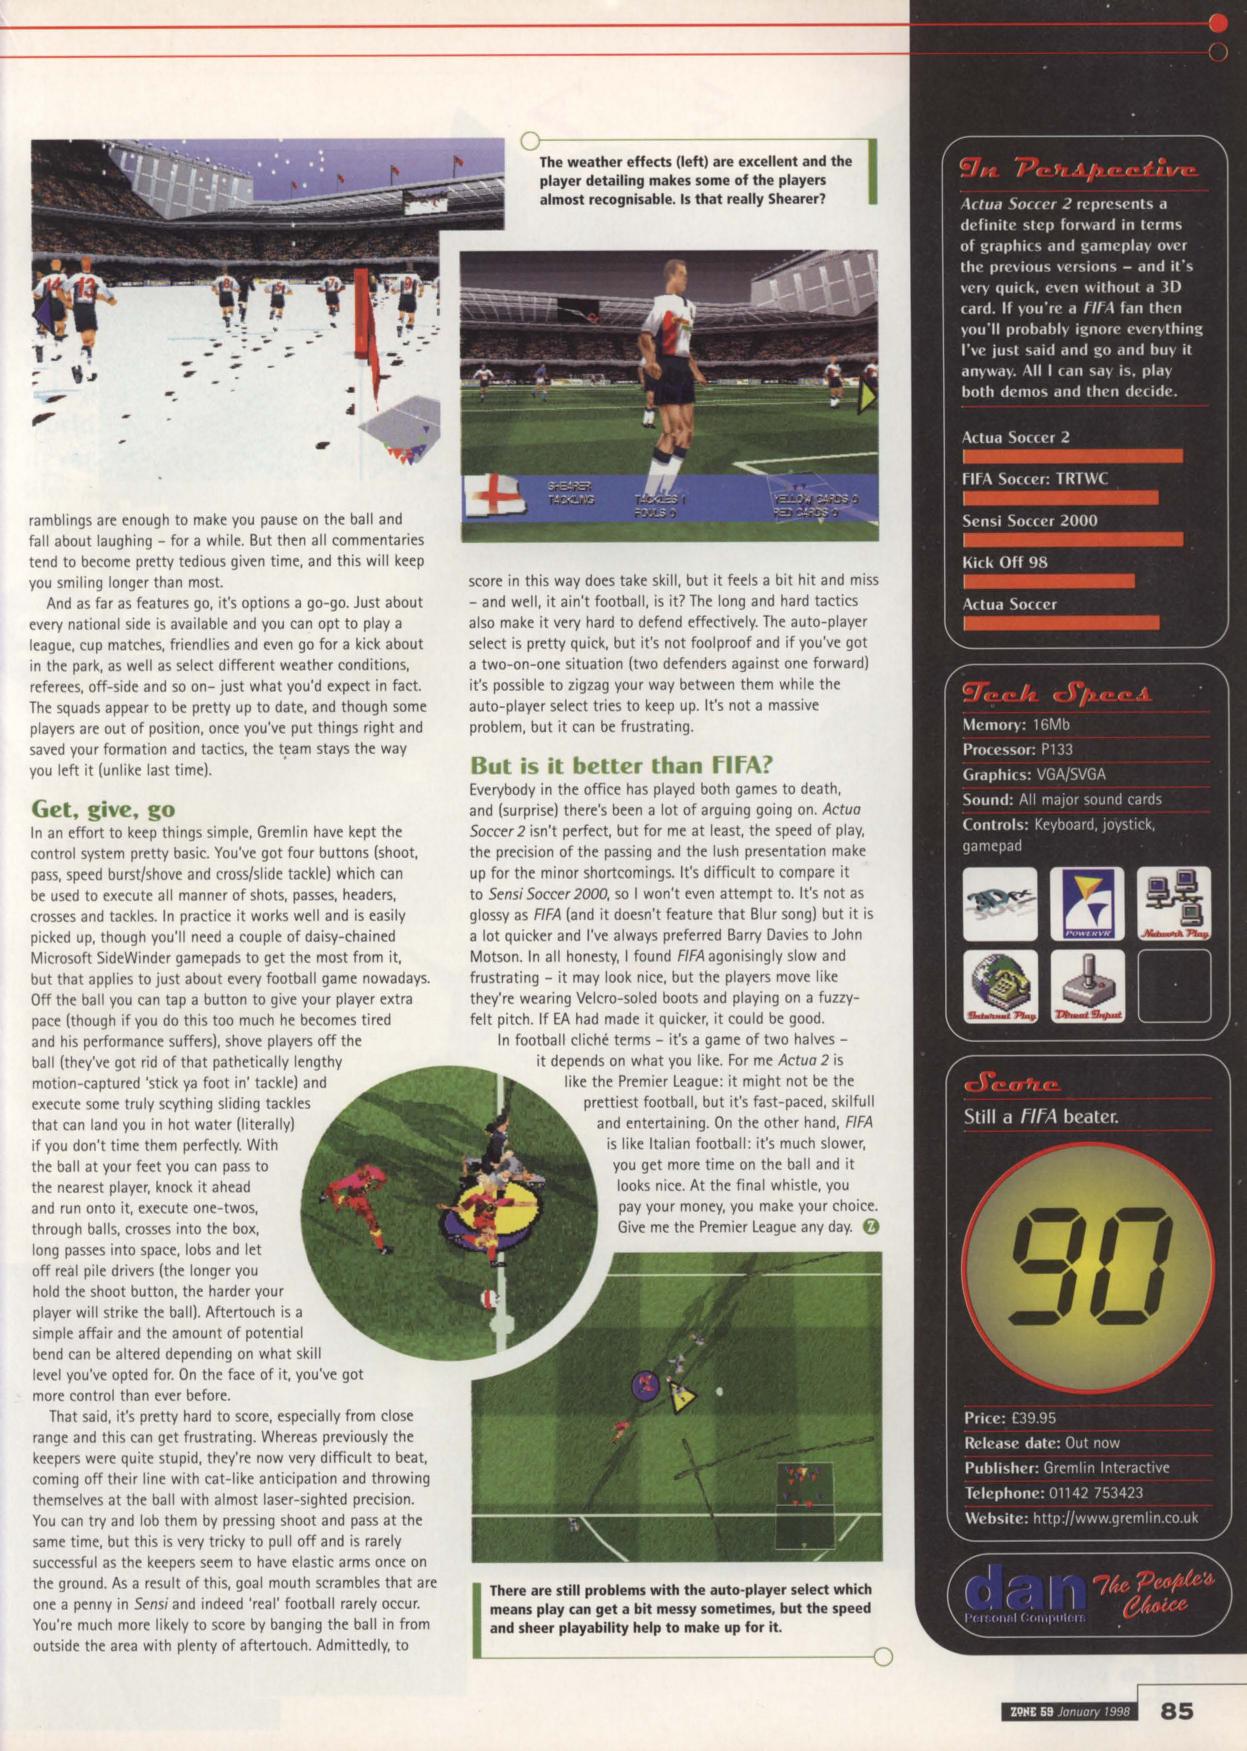 The weather effects (left) are excellent and the
player detailing makes some of the players
almost recognisable. Is that really Shearer?
SHEARER
TACKLING
TACKLES 1
FOULS 0
YELLOW CARDS 0
RED CARDS 0
ramblings are enough to make you pause on the ball and
fall about laughing – for a while. But then all commentaries
tend to become pretty tedious given time, and this will keep
you smiling longer than most.
And as far as features go, it's options a go-go. Just about
every national side is available and you can opt to play a
league, cup matches, friendlies and even go for a kick about
in the park, as well as select different weather conditions,
referees, off-side and so on– just what you'd expect in fact.
The squads appear to be pretty up to date, and though some
players are out of position, once you've put things right and
saved your formation and tactics, the team stays the way
you left it (unlike last time).
Get, give, go
In an effort to keep things simple, Gremlin have kept the
control system pretty basic. You've got four buttons (shoot,
pass, speed burst/shove and cross/slide tackle) which can
be used to execute all manner of shots, passes, headers,
crosses and tackles. In practice it works well and is easily
picked up, though you'll need a couple of daisy-chained
Microsoft SideWinder gamepads to get the most from it,
but that applies to just about every football game nowadays.
Off the ball you can tap a button to give your player extra
pace (though if you do this too much he becomes tired
and his performance suffers), shove players off the
ball (they've got rid of that pathetically lengthy
motion-captured 'stick ya foot in' tackle) and
execute some truly scything sliding tackles
that can land you in hot water (literally)
if you don't time them perfectly. With
the ball at your feet you can pass to
the nearest player, knock it ahead
and run onto it, execute one-twos,
through balls, crosses into the box,
long passes into space, lobs and let
off real pile drivers (the longer you
hold the shoot button, the harder your
player will strike the ball). Aftertouch is a
simple affair and the amount of potential
bend can be altered depending on what skill
level you've opted for. On the face of it, you've got
more control than ever before.
That said, it's pretty hard to score, especially from close
range and this can get frustrating. Whereas previously the
keepers were quite stupid, they're now very difficult to beat,
coming off their line with cat-like anticipation and throwing
themselves at the ball with almost laser-sighted precision.
You can try and lob them by pressing shoot and pass at the
same time, but this is very tricky to pull off and is rarely
successful as the keepers seem to have elastic arms once on
the ground. As a result of this, goal mouth scrambles that are
one a penny in Sensi and indeed 'real' football rarely occur.
You're much more likely to score by banging the ball in from
outside the area with plenty of aftertouch. Admittedly, to
score in this way does take skill, but it feels a bit hit and miss
– and well, it ain't football, is it? The long and hard tactics
also make it very hard to defend effectively. The auto-player
select is pretty quick, but it's not foolproof and if you've got
a two-on-one situation (two defenders against one forward)
it's possible to zigzag your way between them while the
auto-player select tries to keep up. It's not a massive
problem, but it can be frustrating.
But is it better than FIFA?
Everybody in the office has played both games to death,
and (surprise) there's been a lot of arguing going on. Actua
Soccer 2 isn't perfect, but for me at least, the speed of play,
the precision of the passing and the lush presentation make
up for the minor shortcomings. It's difficult to compare it
to Sensi Soccer 2000, so I won't even attempt to. It's not as
glossy as FIFA (and it doesn't feature that Blur song) but it is
a lot quicker and I've always preferred Barry Davies to John
Motson. In all honesty, I found FIFA agonisingly slow and
frustrating – it may look nice, but the players move like
they're wearing Velcro-soled boots and playing on a fuzzy-
felt pitch. If EA had made it quicker, it could be good.
In football cliché terms – it's a game of two halves –
it depends on what you like. For me Actua 2 is
like the Premier League: it might not be the
prettiest football, but it's fast-paced, skilfull
and entertaining. On the other hand, FIFA
is like Italian football: it's much slower,
you get more time on the ball and it
looks nice. At the final whistle, you
pay your money, you make your choice.
Give me the Premier League any day. Z
There are still problems with the auto-player select which
means play can get a bit messy sometimes, but the speed
and sheer playability help to make up for it.
In Perspective
Actua Soccer 2 represents a
definite step forward in terms
of graphics and gameplay over
the previous versions – and it's
very quick, even without a 3D
card. If you're a FIFA fan then
you'll probably ignore everything
I've just said and go and buy it
anyway. All I can say is, play
both demos and then decide.
Actua Soccer 2
FIFA Soccer: TRTWC
Sensi Soccer 2000
Kick Off 98
Actua Soccer
Tech Specs
Memory: 16Mb
Processor: P133
Graphics: VGA/SVGA
Sound: All major sound cards
Controls: Keyboard, joystick,
gamepad
3Dfx
POWERVR
Network Play
Internet Play
Direct Input
Score
Still a FIFA beater.
90
Price: £39.95
Release date: Out now
Publisher: Gremlin Interactive
Telephone: 01142 753423
Website: http://www.gremlin.co.uk
dan
Personal Computers
The People's
Choice
ZONE 59 January 1998
85